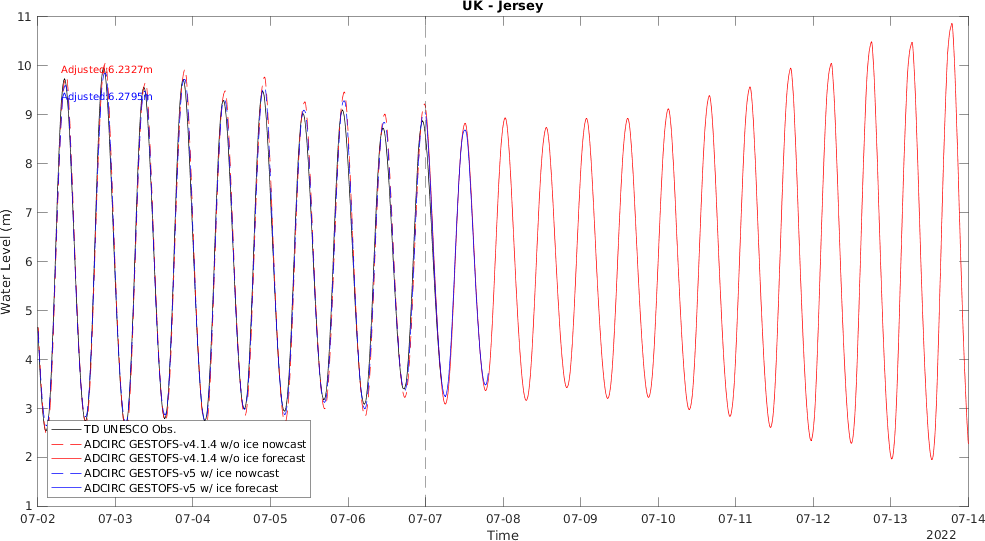 UK - Jersey
11
10
9
8
7
6
5
4
3
2
1
Water Level (m)
Adjusted:6.2327m
Adjusted:6.2795m
TD UNESCO Obs.
ADCIRC GESTOFS-v4.1.4 w/o ice nowcast
ADCIRC GESTOFS-v4.1.4 w/o ice forecast
ADCIRC GESTOFS-v5 w/ ice nowcast
ADCIRC GESTOFS-v5 w/ ice forecast
07-02 07-03 07-04 07-05 07-06 07-07 07-08 07-09 07-10 07-11 07-12 07-13 07-14
Time
2022